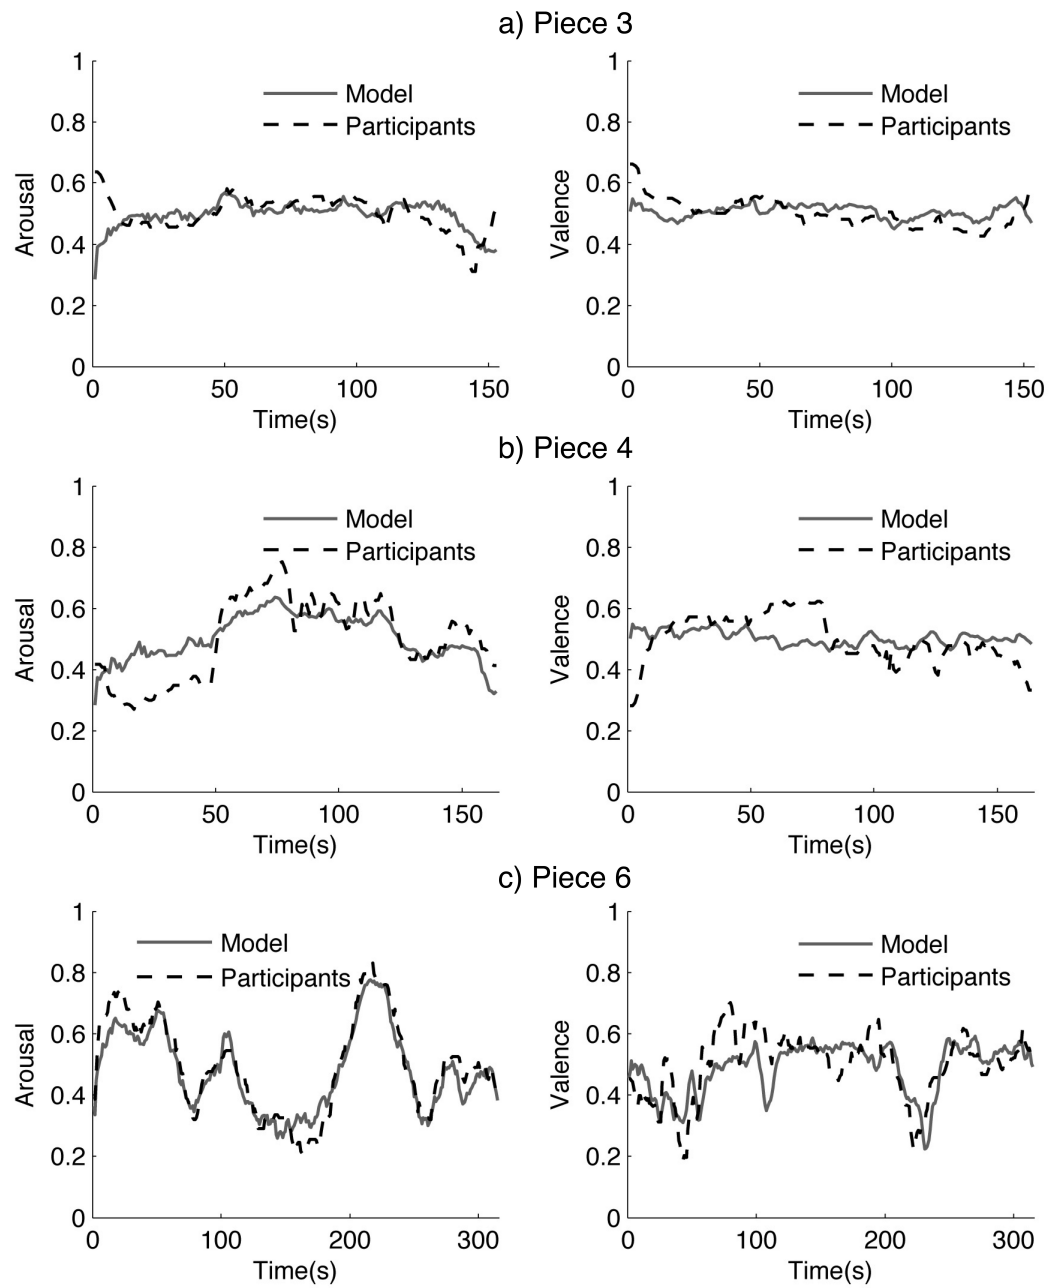 a) Piece 3
1
0.8
0.6
0.4
0.2
0
Arousal
Model
Participants
0 50 100 150
Time(s)
1
0.8
0.6
0.4
0.2
0
Valence
Model
Participants
0 50 100 150
Time(s)
b) Piece 4
1
0.8
0.6
0.4
0.2
0
Arousal
Model
Participants
0 50 100 150
Time(s)
1
0.8
0.6
0.4
0.2
0
Valence
Model
Participants
0 50 100 150
Time(s)
c) Piece 6
1
0.8
0.6
0.4
0.2
0
Arousal
Model
Participants
0 100 200 300
Time(s)
1
0.8
0.6
0.4
0.2
0
Valence
Model
Participants
0 100 200 300
Time(s)